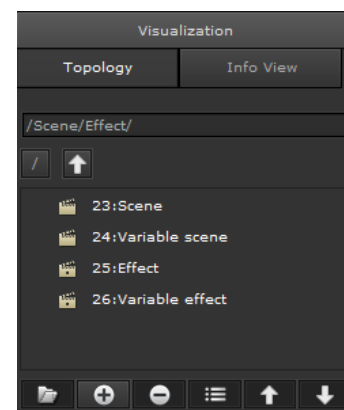 Visualization
Topology
Info View
/Scene/Effect/
/
23:Scene
24:Variable scene
25:Effect
26:Variable effect